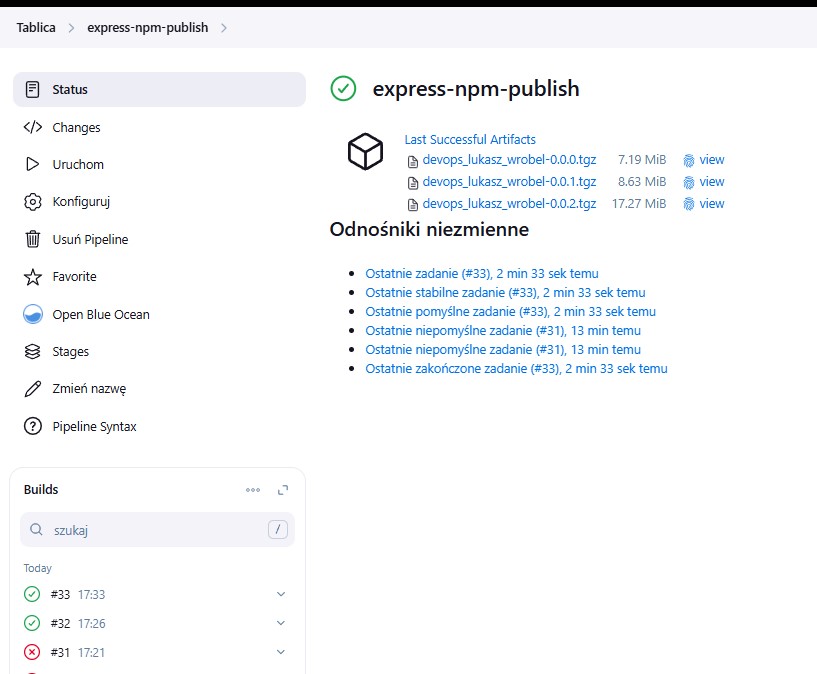 Tablica > express-npm-publish >
Status
Changes
Uruchom
Konfiguruj
Usuń Pipeline
Favorite
Open Blue Ocean
Stages
Zmień nazwę
Pipeline Syntax
express-npm-publish
Last Successful Artifacts
devops_lukasz_wrobel-0.0.0.tgz 7.19 MiB view
devops_lukasz_wrobel-0.0.1.tgz 8.63 MiB view
devops_lukasz_wrobel-0.0.2.tgz 17.27 MiB view
Odnośniki niezmienne
Ostatnie zadanie (#33), 2 min 33 sek temu
Ostatnie stabilne zadanie (#33), 2 min 33 sek temu
Ostatnie pomyślne zadanie (#33), 2 min 33 sek temu
Ostatnie niepomyślne zadanie (#31), 13 min temu
Ostatnie niepomyślne zadanie (#31), 13 min temu
Ostatnie zakończone zadanie (#33), 2 min 33 sek temu
Builds
szukaj /
Today
#33 17:33
#32 17:26
#31 17:21